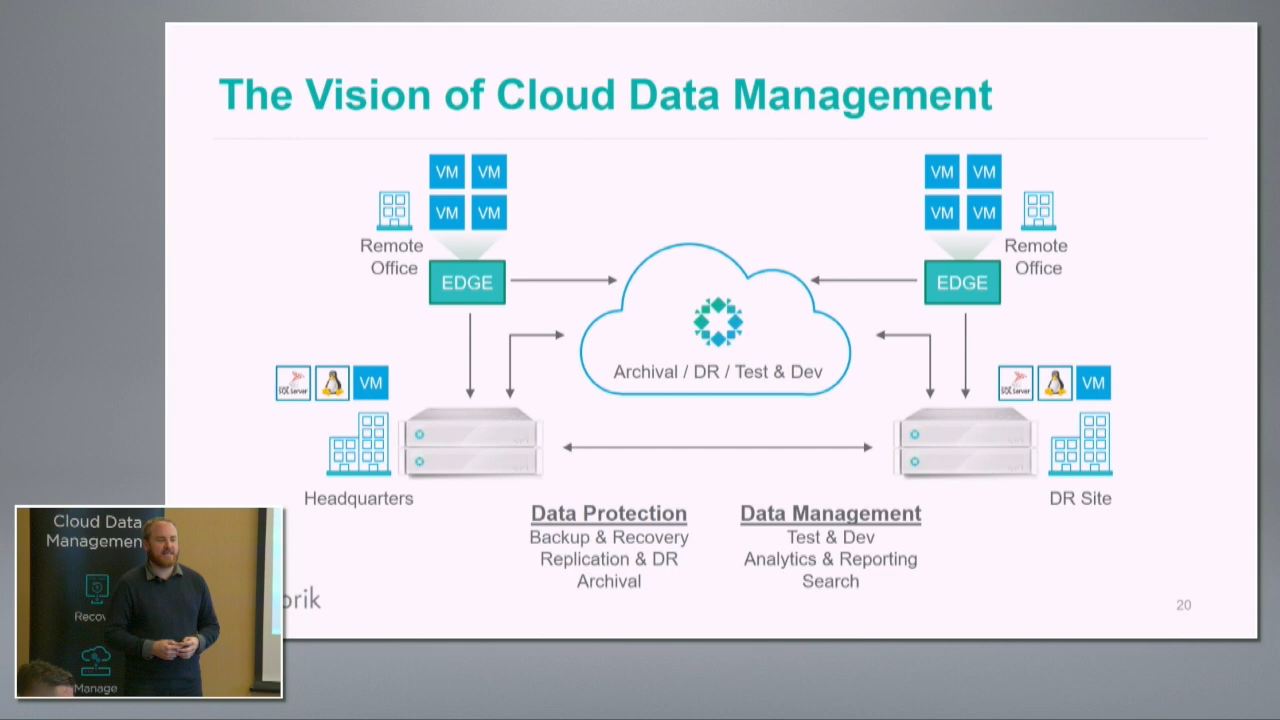 The Vision of Cloud Data Management
VM VM
VM VM
Remote
Office
EDGE
VM VM
VM VM
Remote
Office
EDGE
Archival / DR / Test & Dev
SQL Server
VM
Headquarters
SQL Server
VM
DR Site
Data Protection
Backup & Recovery
Replication & DR
Archival
Data Management
Test & Dev
Analytics & Reporting
Search
20
Cloud Data
Managemen
Recov
Manage
orik